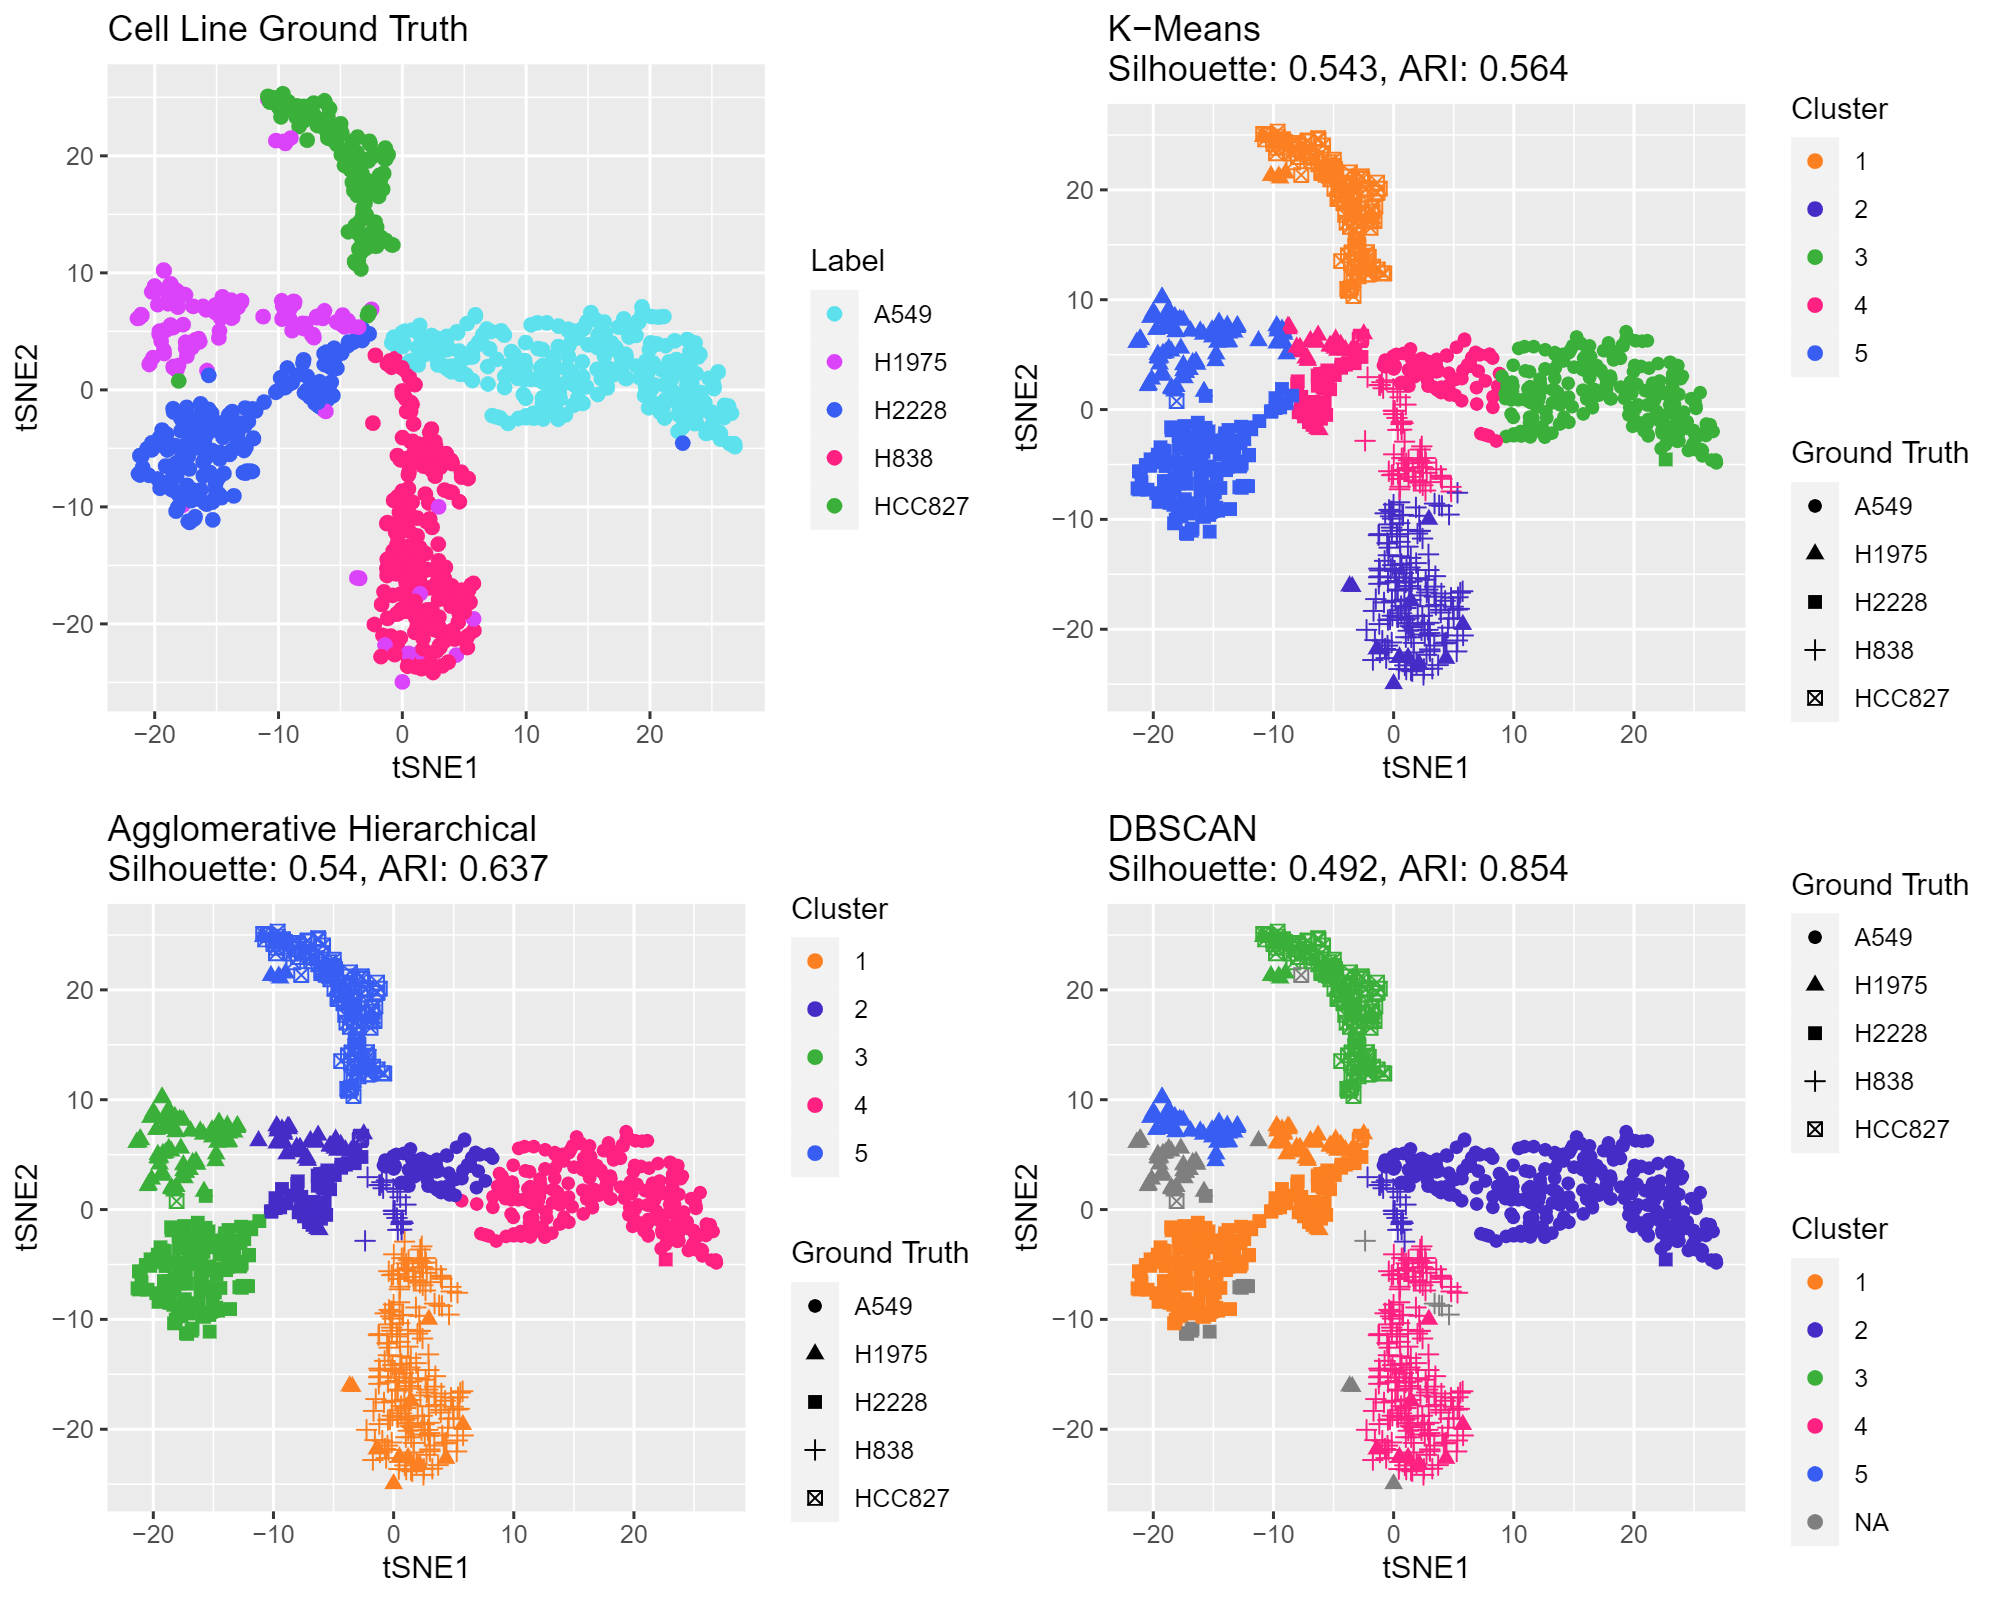 Cell Line Ground Truth
20
10
0
−10
−20
−20
−10
0
10
20
tSNE1
tSNE2
Label
A549
H1975
H2228
H838
HCC827
K−Means
Silhouette: 0.543, ARI: 0.564
20
10
0
−10
−20
−20
−10
0
10
20
tSNE1
tSNE2
Cluster
1
2
3
4
5
Ground Truth
A549
H1975
H2228
H838
HCC827
Agglomerative Hierarchical
Silhouette: 0.54, ARI: 0.637
20
10
0
−10
−20
−20
−10
0
10
20
tSNE1
tSNE2
Cluster
1
2
3
4
5
Ground Truth
A549
H1975
H2228
H838
HCC827
DBSCAN
Silhouette: 0.492, ARI: 0.854
20
10
0
−10
−20
−20
−10
0
10
20
tSNE1
tSNE2
Ground Truth
A549
H1975
H2228
H838
HCC827
Cluster
1
2
3
4
5
NA